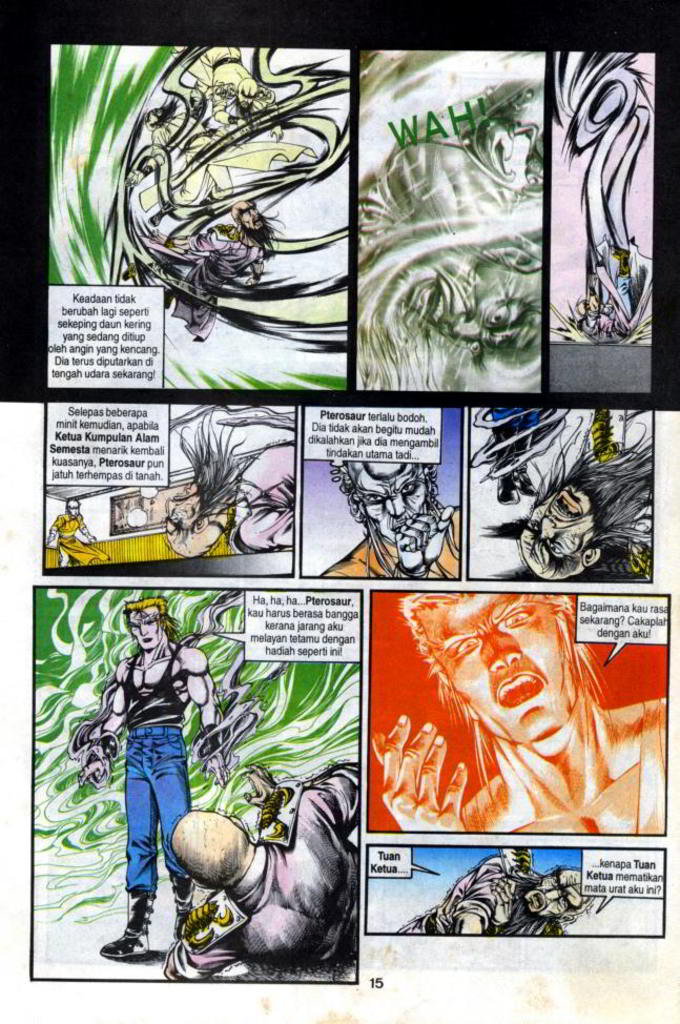 WAH!
Keadaan tidak
berubah lagi seperti
sekeping daun kering
yang sedang ditiup
oleh angin yang kencang.
Dia terus diputarkan di
tengah udara sekarang!
Selepas beberapa
minit kemudian, apabila
Ketua Kumpulan Alam
Semesta menarik kembali
kuasanya, Pterosaur pun
jatuh terhempas di tanah.
Pterosaur terlalu bodoh.
Dia tidak akan begitu mudah
dikalahkan jika dia mengambil
tindakan utama tadi...
Ha, ha, ha...Pterosaur,
kau harus berasa bangga
kerana jarang aku
melayan tetamu dengan
hadiah seperti ini!
Bagaimana kau rasa
sekarang? Cakaplah
dengan aku!
Tuan
Ketua....
...kenapa Tuan
Ketua mematikan
mata urat aku ini?
15